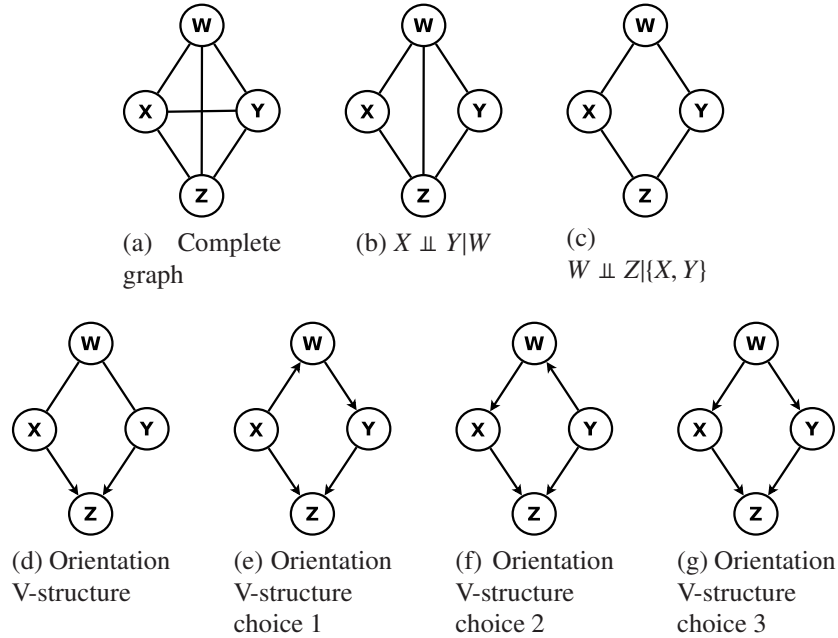 W
X Y
Z
W
X Y
Z
W
X Y
Z
(a) Complete
graph
(b) X ⫫ Y|W
(c)
W ⫫ Z|{X, Y}
W
X Y
Z
W
X Y
Z
W
X Y
Z
W
X Y
Z
(d) Orientation
V-structure
(e) Orientation
V-structure
choice 1
(f) Orientation
V-structure
choice 2
(g) Orientation
V-structure
choice 3